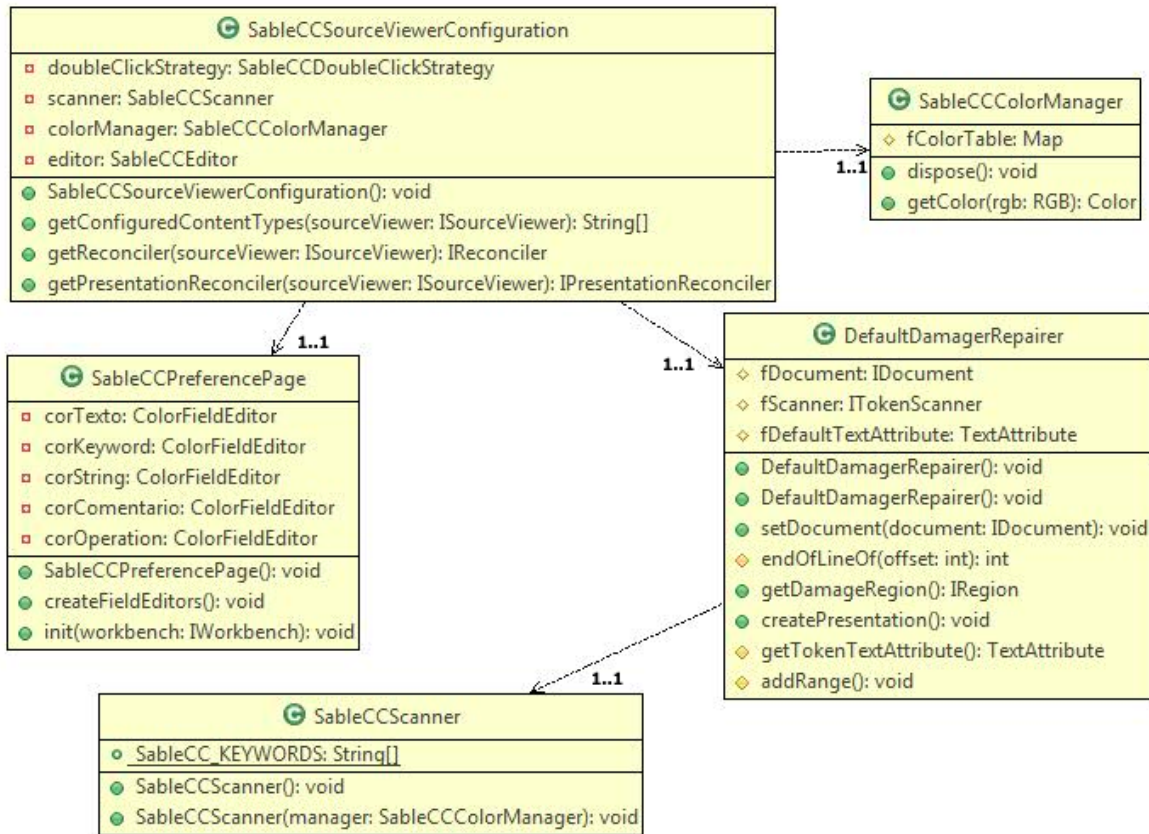 SableCCSourceViewerConfiguration
doubleClickStrategy: SableCCDoubleClickStrategy
scanner: SableCCScanner
colorManager: SableCCColorManager
editor: SableCCEditor
SableCCSourceViewerConfiguration(): void
getConfiguredContentTypes(sourceViewer: ISourceViewer): String[]
getReconciler(sourceViewer: ISourceViewer): IReconciler
getPresentationReconciler(sourceViewer: ISourceViewer): IPresentationReconciler
SableCCColorManager
fColorTable: Map
dispose(): void
getColor(rgb: RGB): Color
1..1
1..1
1..1
SableCCPreferencePage
corTexto: ColorFieldEditor
corKeyword: ColorFieldEditor
corString: ColorFieldEditor
corComentario: ColorFieldEditor
corOperation: ColorFieldEditor
SableCCPreferencePage(): void
createFieldEditors(): void
init(workbench: IWorkbench): void
DefaultDamagerRepairer
fDocument: IDocument
fScanner: ITokenScanner
fDefaultTextAttribute: TextAttribute
DefaultDamagerRepairer(): void
DefaultDamagerRepairer(): void
setDocument(document: IDocument): void
endOfLineOf(offset: int): int
getDamageRegion(): IRegion
createPresentation(): void
getTokenTextAttribute(): TextAttribute
addRange(): void
1..1
SableCCScanner
SableCC_KEYWORDS: String[]
SableCCScanner(): void
SableCCScanner(manager: SableCCColorManager): void